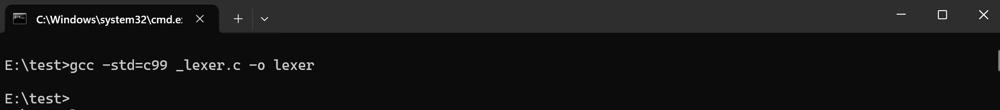 C:\Windows\system32\cmd.e
E:\test>gcc -std=c99 _lexer.c -o lexer
E:\test>